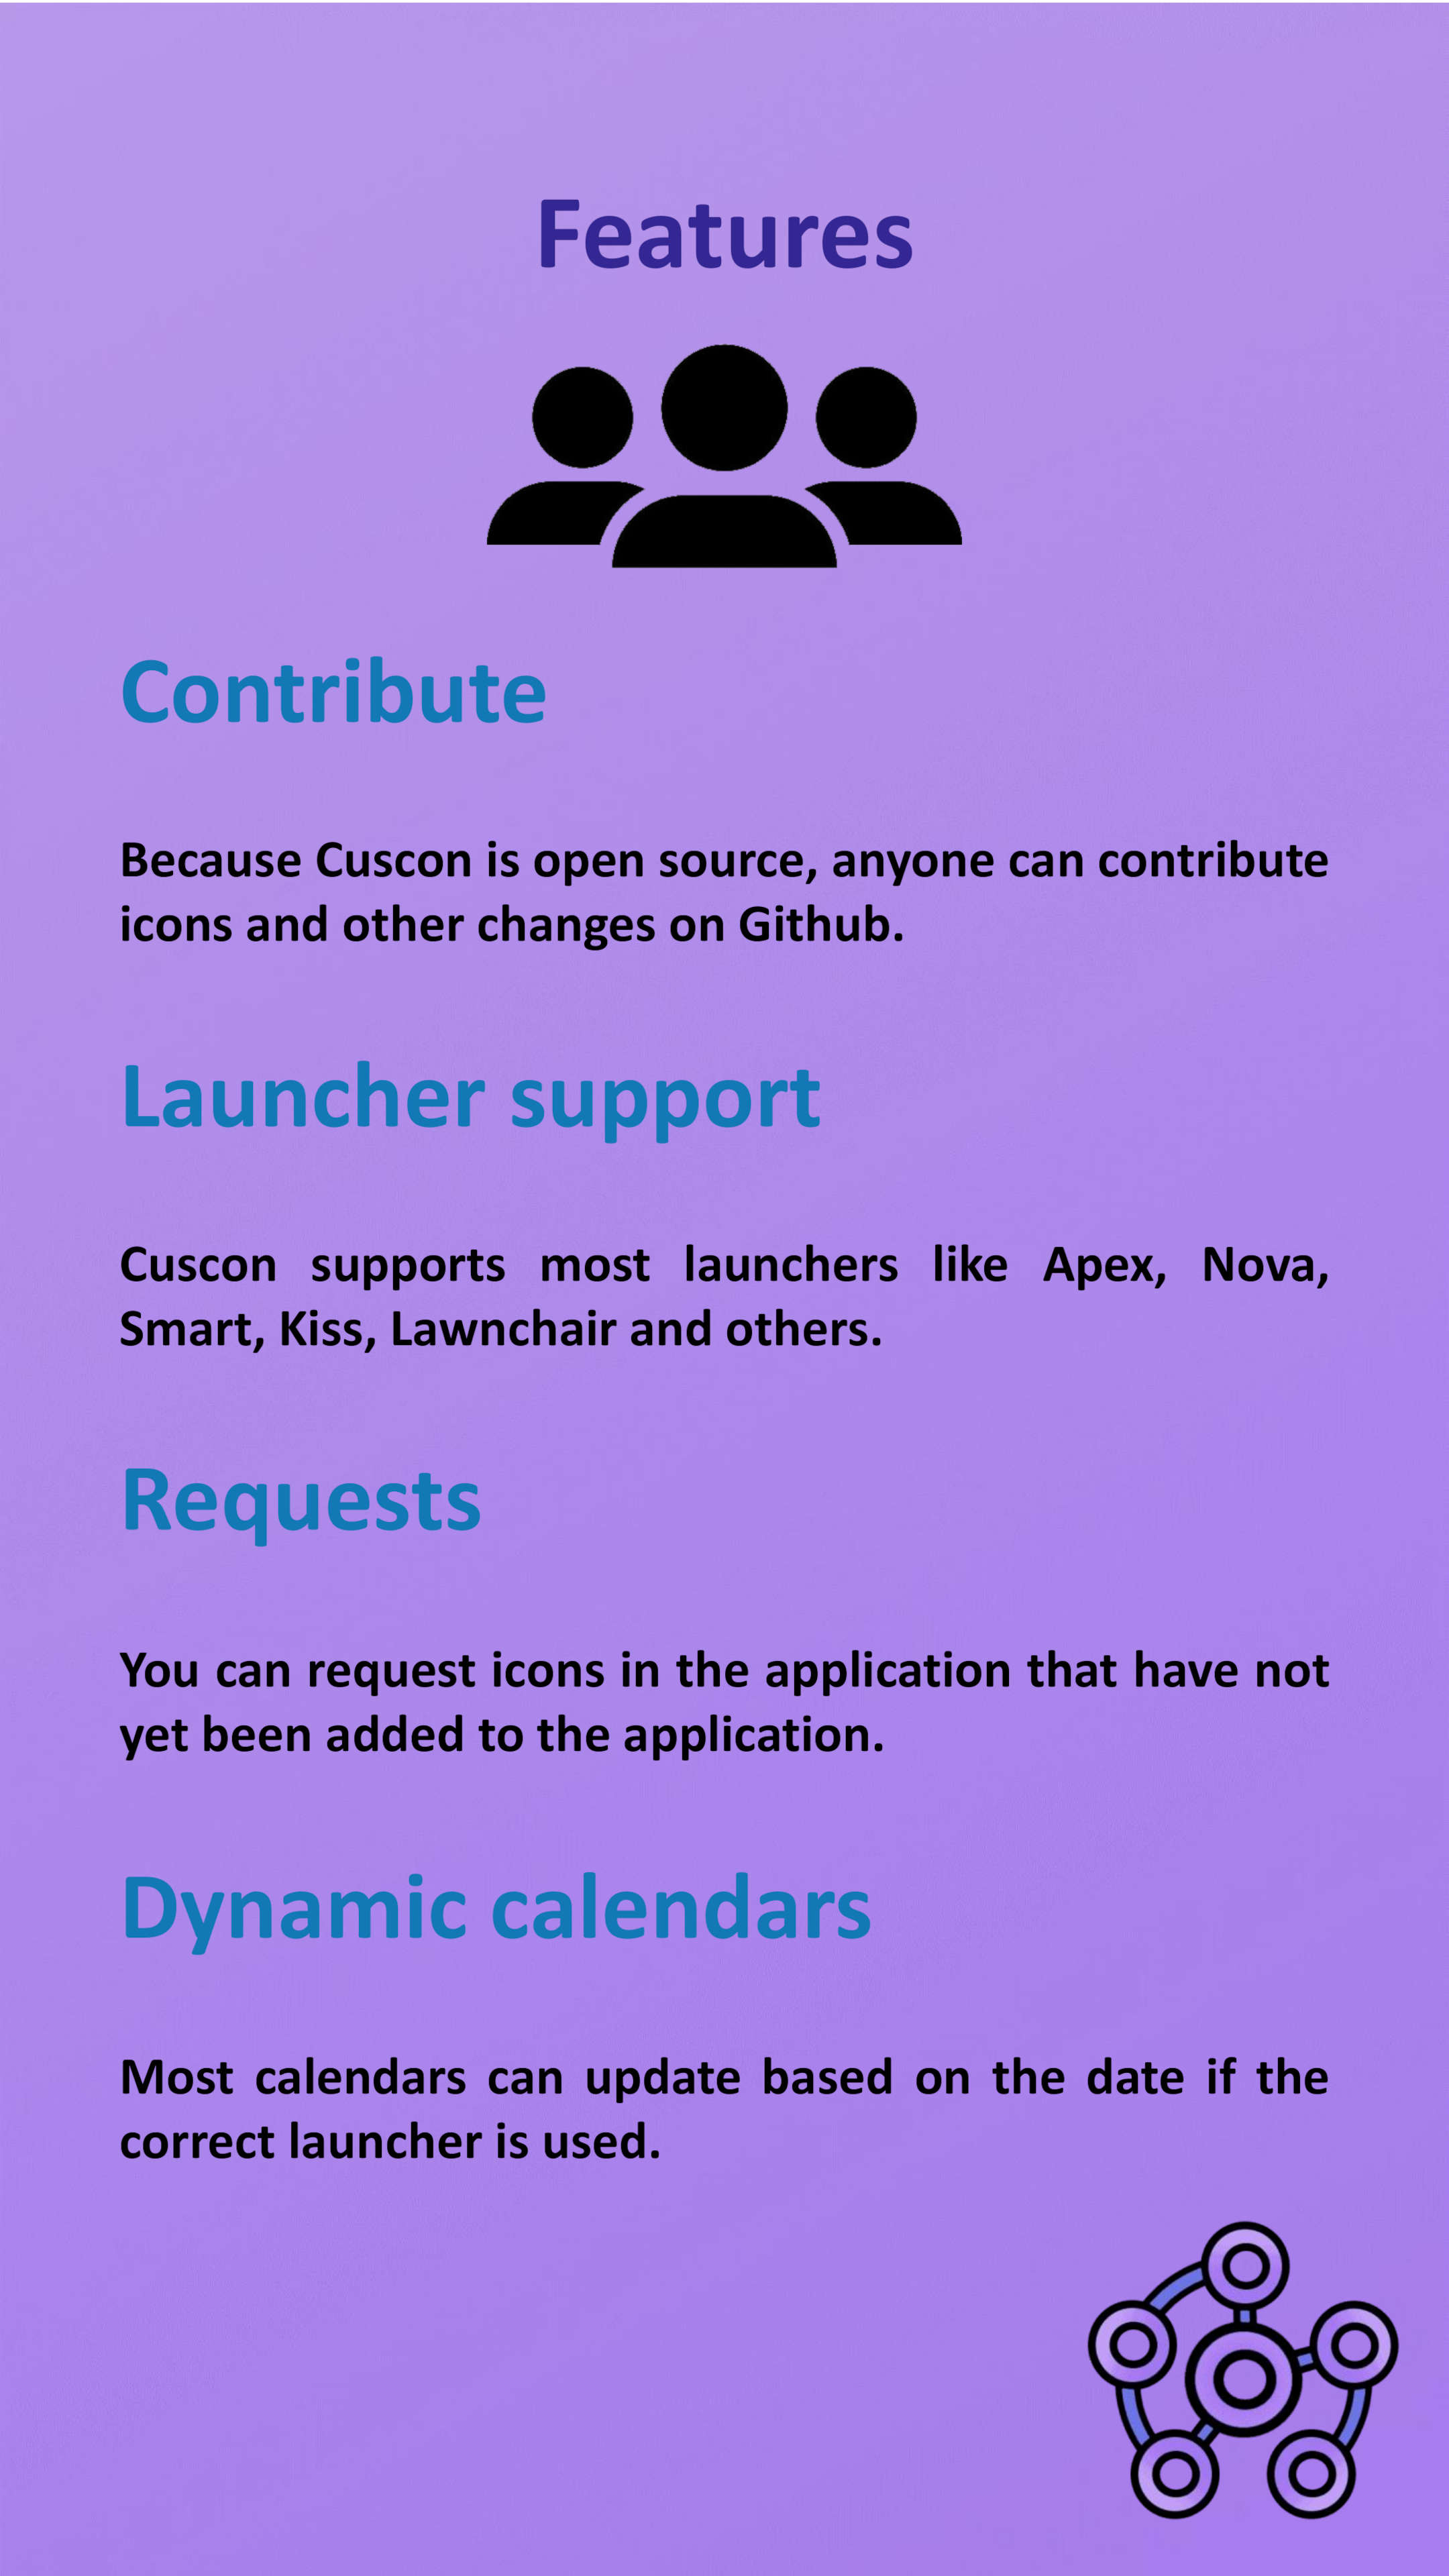 Features
Contribute
Because Cuscon is open source, anyone can contribute
icons and other changes on Github.
Launcher support
Cuscon supports most launchers like Apex, Nova,
Smart, Kiss, Lawnchair and others.
Requests
You can request icons in the application that have not
yet been added to the application.
Dynamic calendars
Most calendars can update based on the date if the
correct launcher is used.